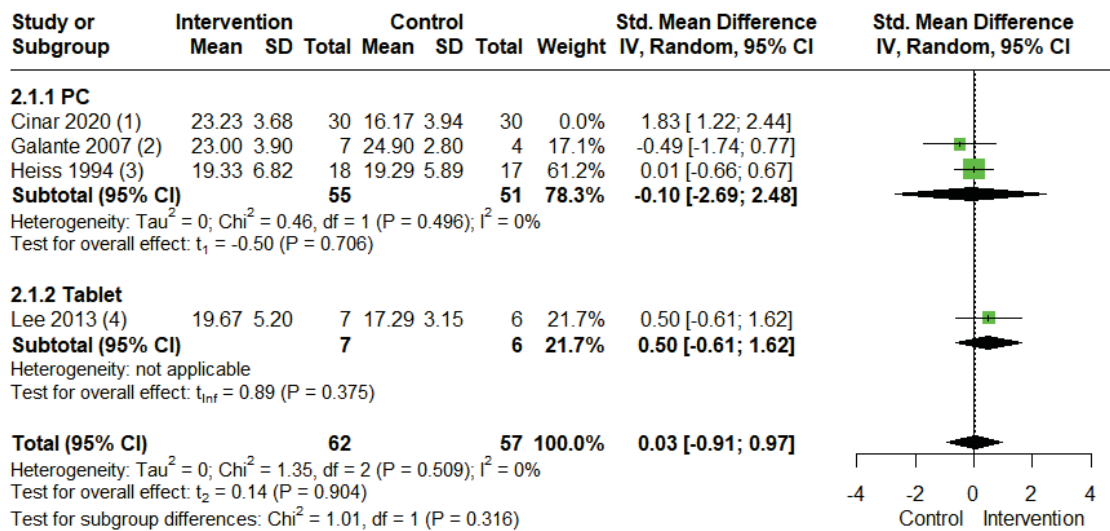 Study or Intervention Control Std. Mean Difference Std. Mean Difference
Subgroup Mean SD Total Mean SD Total Weight IV, Random, 95% CI IV, Random, 95% CI
2.1.1 PC
Cinar 2020 (1) 23.23 3.68 30 16.17 3.94 30 0.0% 1.83 [ 1.22; 2.44]
Galante 2007 (2) 23.00 3.90 7 24.90 2.80 4 17.1% -0.49 [-1.74; 0.77]
Heiss 1994 (3) 19.33 6.82 18 19.29 5.89 17 61.2% 0.01 [-0.66; 0.67]
Subtotal (95% CI) 55 51 78.3% -0.10 [-2.69; 2.48]
Heterogeneity: Tau² = 0; Chi² = 0.46, df = 1 (P = 0.496); I² = 0%
Test for overall effect: t₁ = -0.50 (P = 0.706)
2.1.2 Tablet
Lee 2013 (4) 19.67 5.20 7 17.29 3.15 6 21.7% 0.50 [-0.61; 1.62]
Subtotal (95% CI) 7 6 21.7% 0.50 [-0.61; 1.62]
Heterogeneity: not applicable
Test for overall effect: tInf = 0.89 (P = 0.375)
Total (95% CI) 62 57 100.0% 0.03 [-0.91; 0.97]
Heterogeneity: Tau² = 0; Chi² = 1.35, df = 2 (P = 0.509); I² = 0%
Test for overall effect: t₂ = 0.14 (P = 0.904)
Test for subgroup differences: Chi² = 1.01, df = 1 (P = 0.316)
-4 -2 0 2 4
Control Intervention